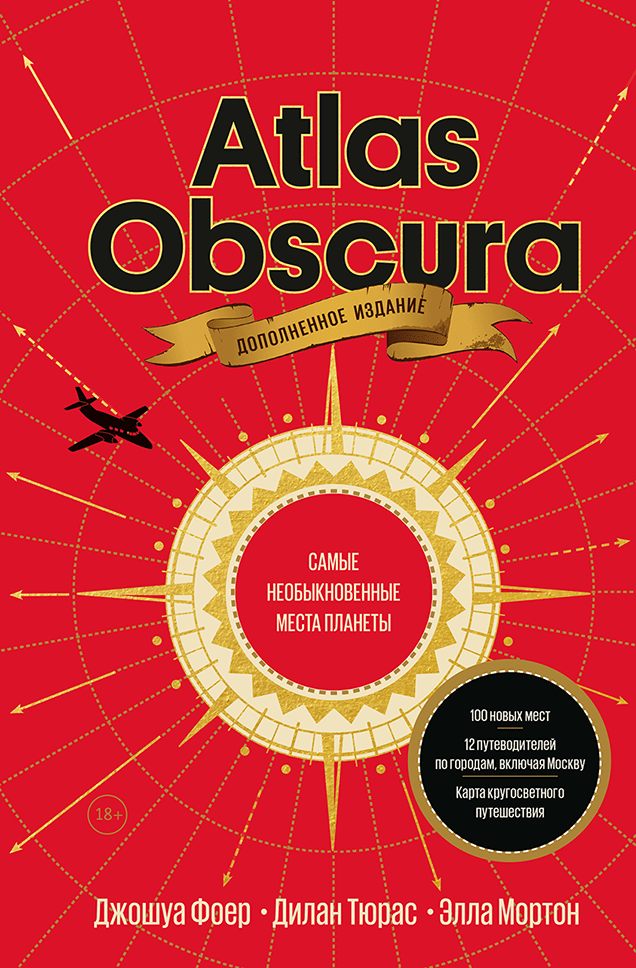 Atlas
Obscura
ДОПОЛНЕННОЕ ИЗДАНИЕ
САМЫЕ
НЕОБЫКНОВЕННЫЕ
МЕСТА ПЛАНЕТЫ
100 новых мест
12 путеводителей
по городам, включая Москву
Карта кругосветного
путешествия
18+
Джошуа Фоер • Дилан Тюрас • Элла Мортон